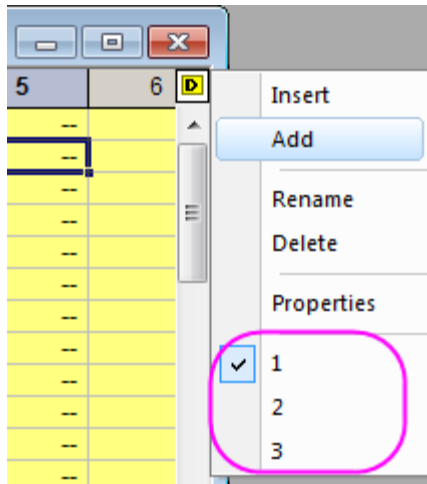 5 6 D
Insert
--
Add
--
--
Rename
--
--
Delete
--
--
Properties
--
1
--
2
--
--
3
--